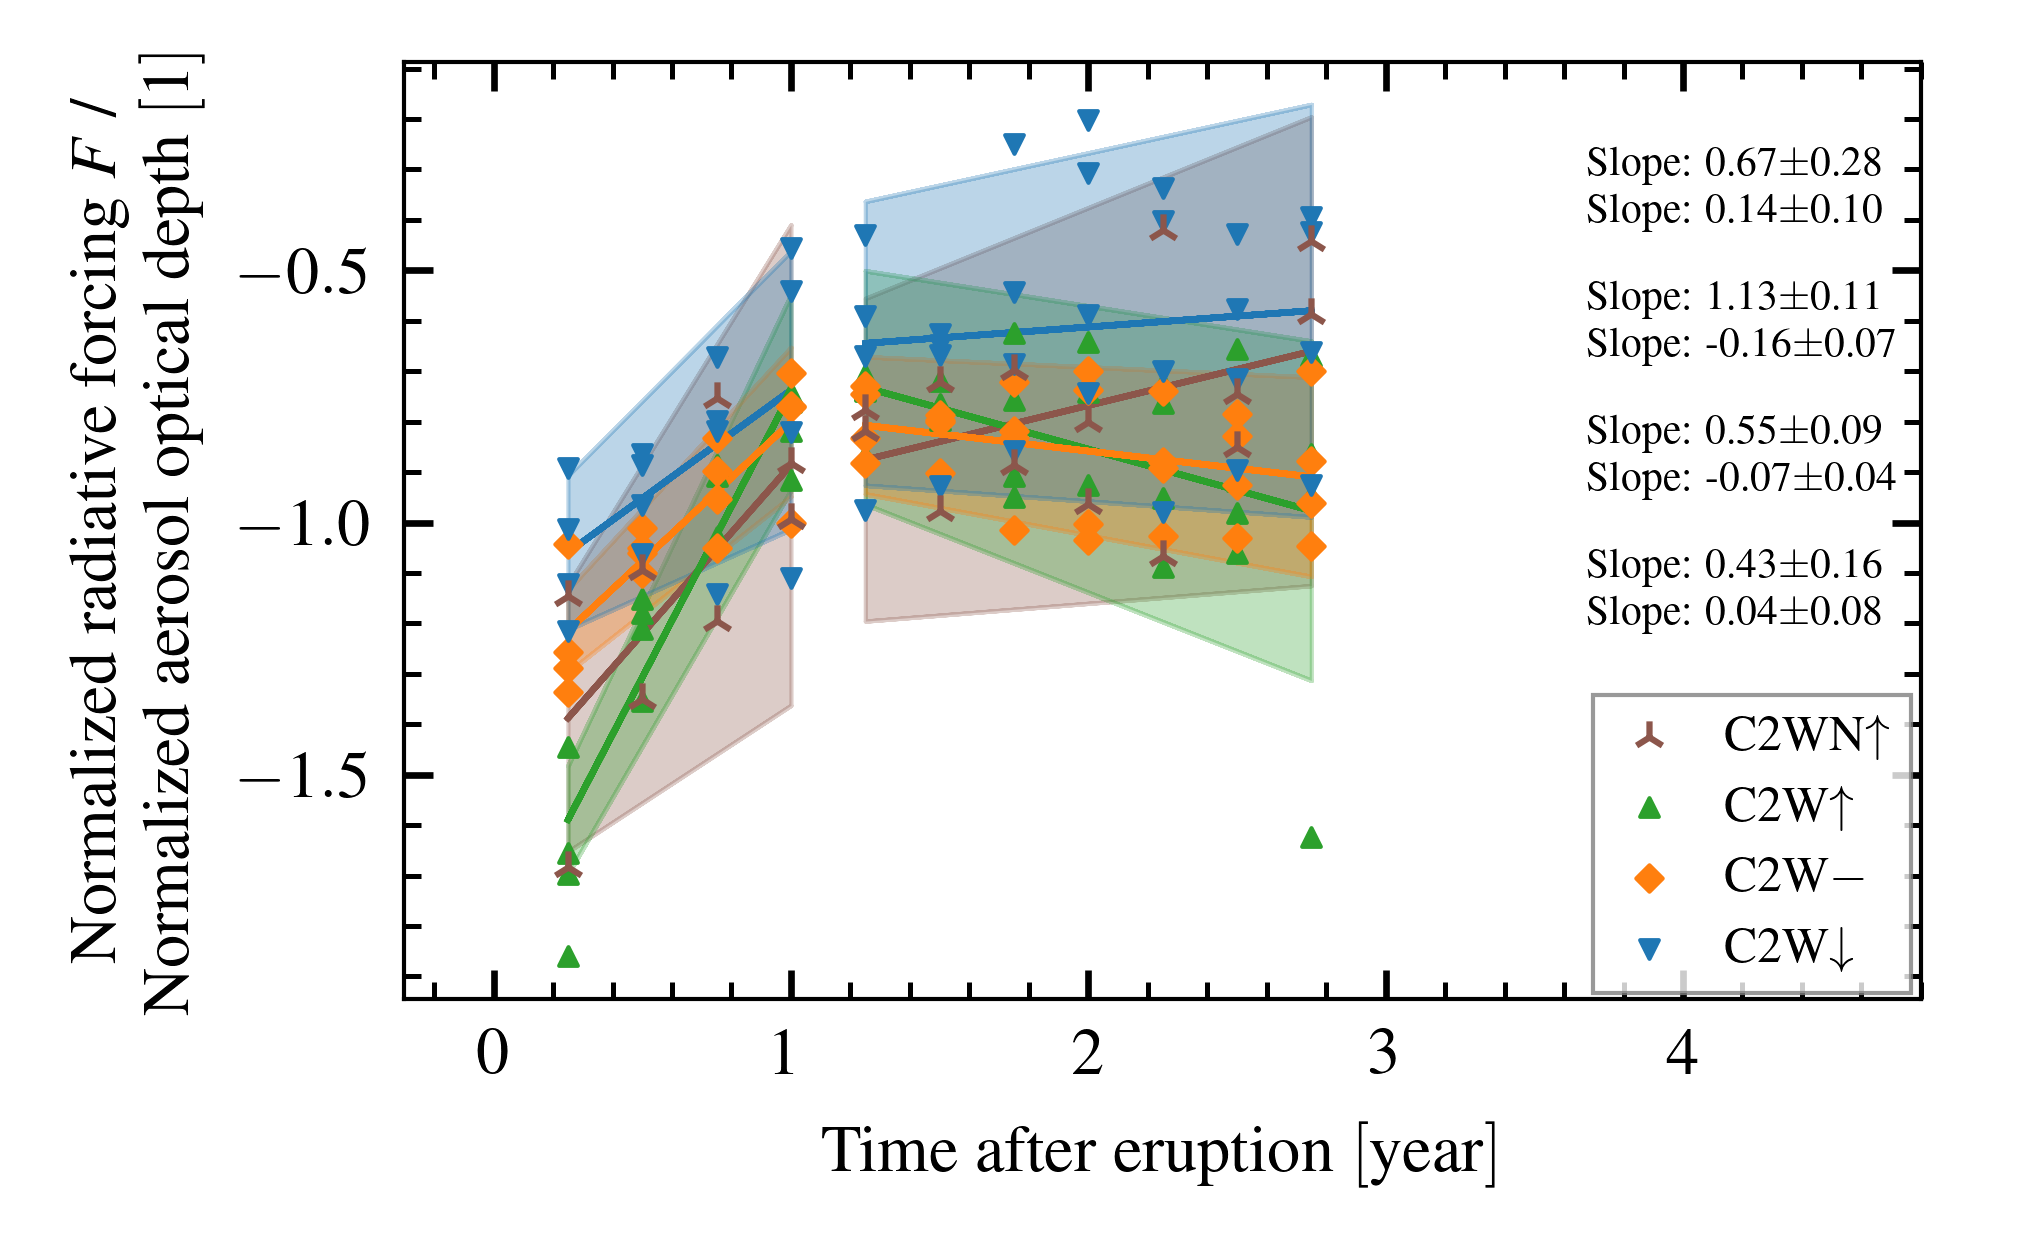 Normalized radiative forcing F /
Normalized aerosol optical depth [1]
−0.5
−1.0
−1.5
0 1 2 3 4
Time after eruption [year]
Slope: 0.67±0.28
Slope: 0.14±0.10
Slope: 1.13±0.11
Slope: -0.16±0.07
Slope: 0.55±0.09
Slope: -0.07±0.04
Slope: 0.43±0.16
Slope: 0.04±0.08
C2WN↑
C2W↑
C2W−
C2W↓